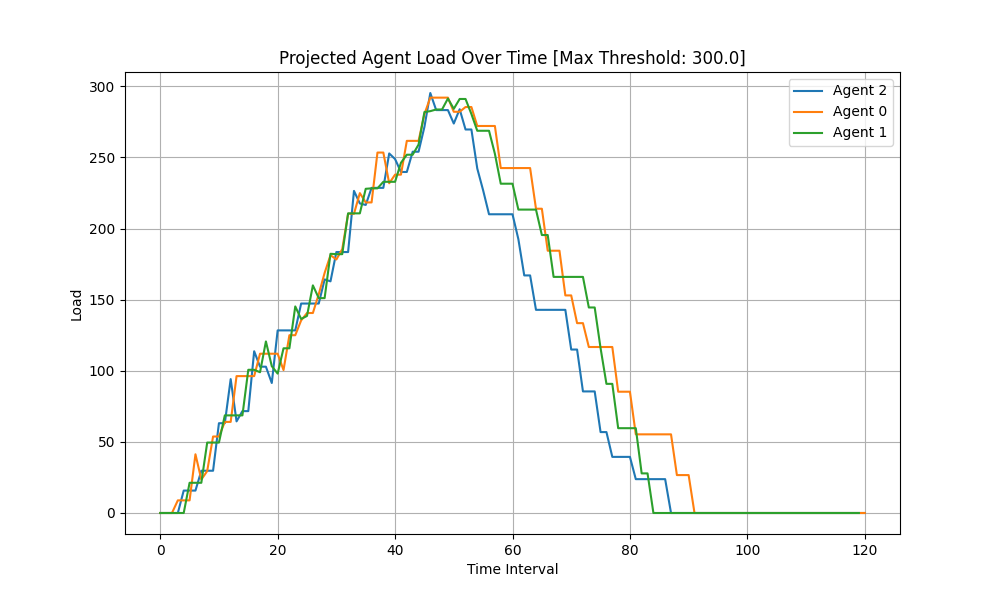 Projected Agent Load Over Time [Max Threshold: 300.0]
Agent 2
Agent 0
Agent 1
Load
300
250
200
150
100
50
0
0 20 40 60 80 100 120
Time Interval